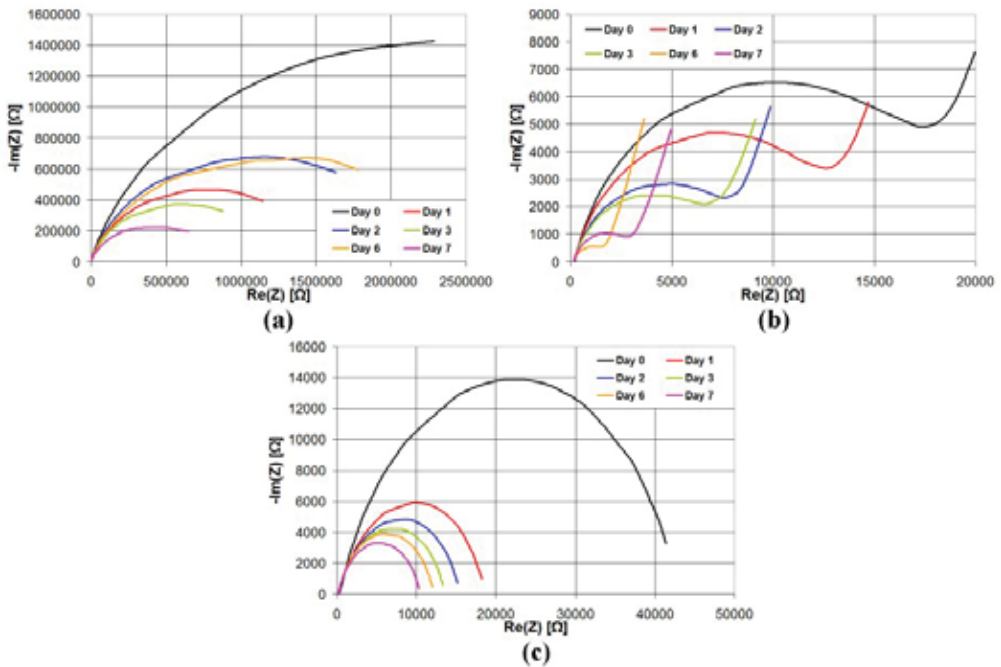 1600000
1400000
1200000
1000000
800000
600000
400000
200000
0
-Im(Z) [Ω]
Day 0 Day 1
Day 2 Day 3
Day 6 Day 7
0 500000 1000000 1500000 2000000 2500000
Re(Z) [Ω]
(a)
9000
8000
7000
6000
5000
4000
3000
2000
1000
0
-Im(Z) [Ω]
Day 0 Day 1 Day 2
Day 3 Day 6 Day 7
0 5000 10000 15000 20000
Re(Z) [Ω]
(b)
16000
14000
12000
10000
8000
6000
4000
2000
0
-Im(Z) [Ω]
Day 0 Day 1
Day 2 Day 3
Day 6 Day 7
0 10000 20000 30000 40000 50000
Re(Z) [Ω]
(c)